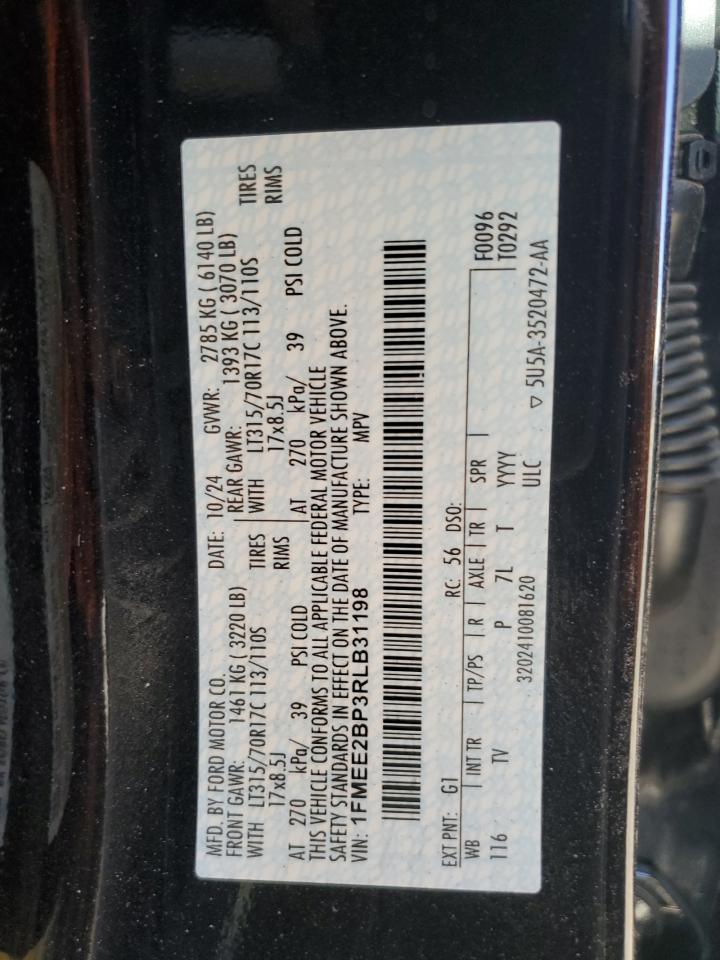 MFD. BY FORD MOTOR CO.
DATE: 10/24 GVWR: 2785 KG ( 6140 LB)
FRONT GAWR: 1461 KG ( 3220 LB) REAR GAWR: 1393 KG ( 3070 LB)
WITH LT315/70R17C 113/110S TIRES WITH LT315/70R17C 113/110S TIRES
17x8.5J RIMS 17x8.5J RIMS
AT 270 kPa/ 39 PSI COLD AT 270 kPa/ 39 PSI COLD
THIS VEHICLE CONFORMS TO ALL APPLICABLE FEDERAL MOTOR VEHICLE
SAFETY STANDARDS IN EFFECT ON THE DATE OF MANUFACTURE SHOWN ABOVE.
VIN: 1FMEE2BP3RLB31198 TYPE: MPV
EXT PNT: G1 RC: 56 DSO:
WB INT TR TP/PS R AXLE TR SPR F0096
116 TV P 7L T YYYY T0292
ULC
3202410081620 ▽ 5U5A-3520472-AA